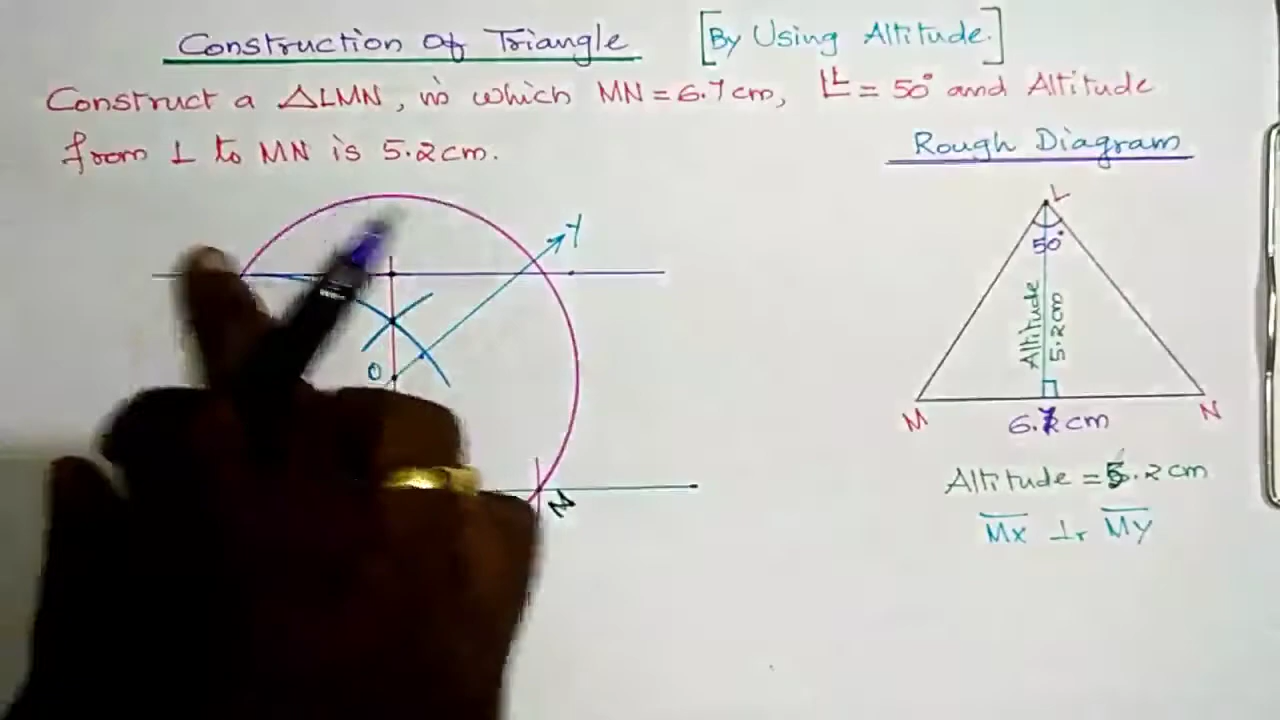 Construction Of Triangle [By Using Altitude.]
Construct a △LMN, in which MN = 6.7 cm, ∟L = 50° and Altitude
from L to MN is 5.2 cm.
Rough Diagram
L
50°
Altitude
5.2cm
M
N
6.7 cm
Altitude = 5.2 cm
MX ⊥r MY
Y
O
N